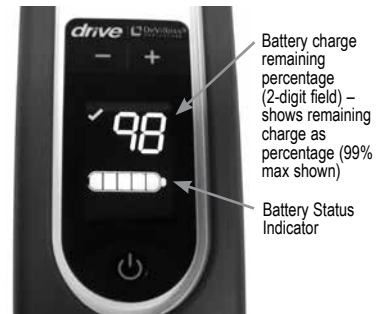 drive DeVilbiss
HEALTHCARE
− +
98
Battery charge
remaining
percentage
(2-digit field) –
shows remaining
charge as
percentage (99%
max shown)
Battery Status
Indicator